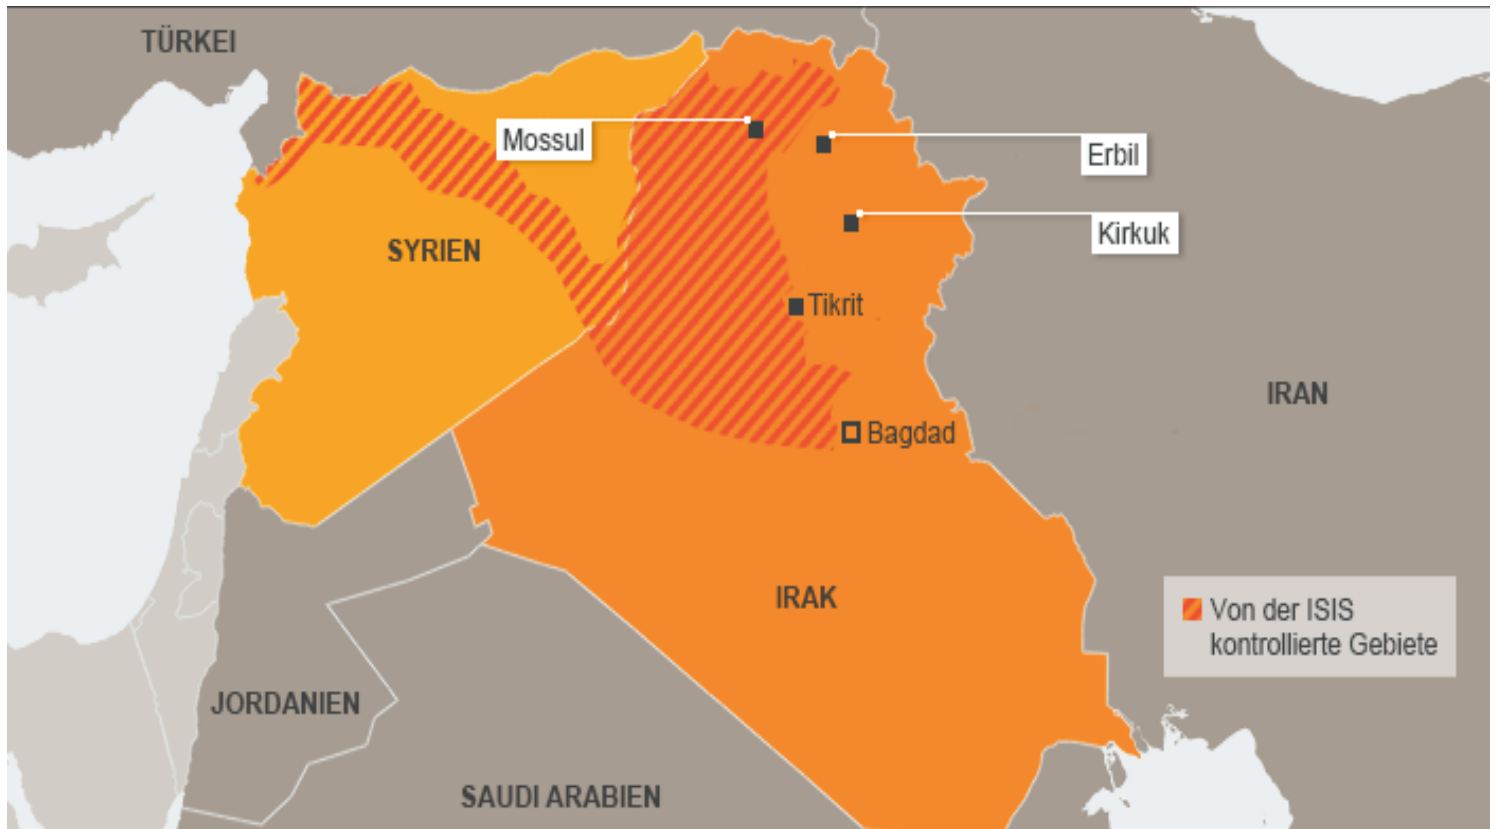 TÜRKEI
Mossul
Erbil
Kirkuk
SYRIEN
Tikrit
IRAN
Bagdad
IRAK
Von der ISIS
kontrollierte Gebiete
JORDANIEN
SAUDI ARABIEN